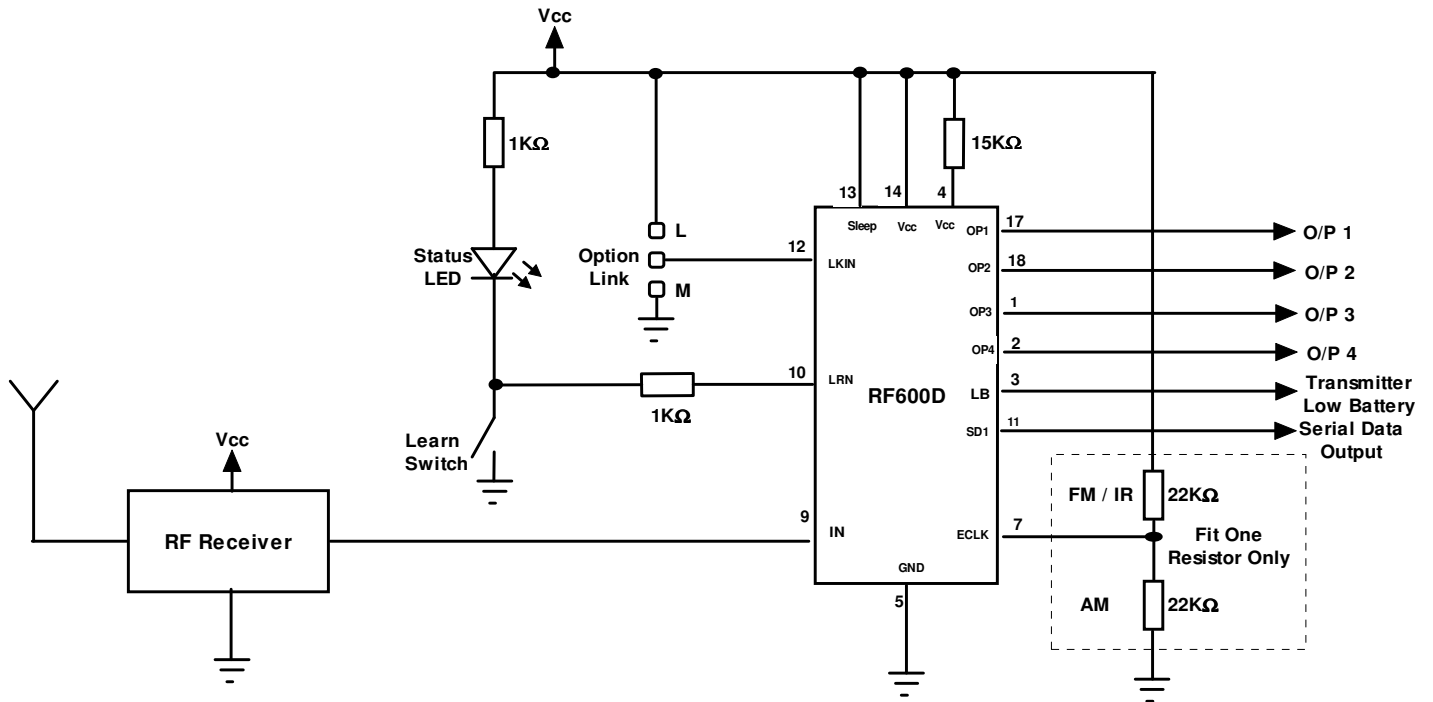 Vcc
1KΩ
15KΩ
13
14
4
Sleep
Vcc
Vcc
OP1
17
O/P 1
L
Option
Link
M
12
LKIN
OP2
18
O/P 2
Status
LED
OP3
1
O/P 3
OP4
2
O/P 4
10
LRN
1KΩ
RF600D
LB
3
Transmitter
Low Battery
SD1
11
Serial Data
Output
Learn
Switch
Vcc
RF Receiver
9
IN
ECLK
7
FM / IR
22KΩ
Fit One
Resistor Only
AM
22KΩ
GND
5